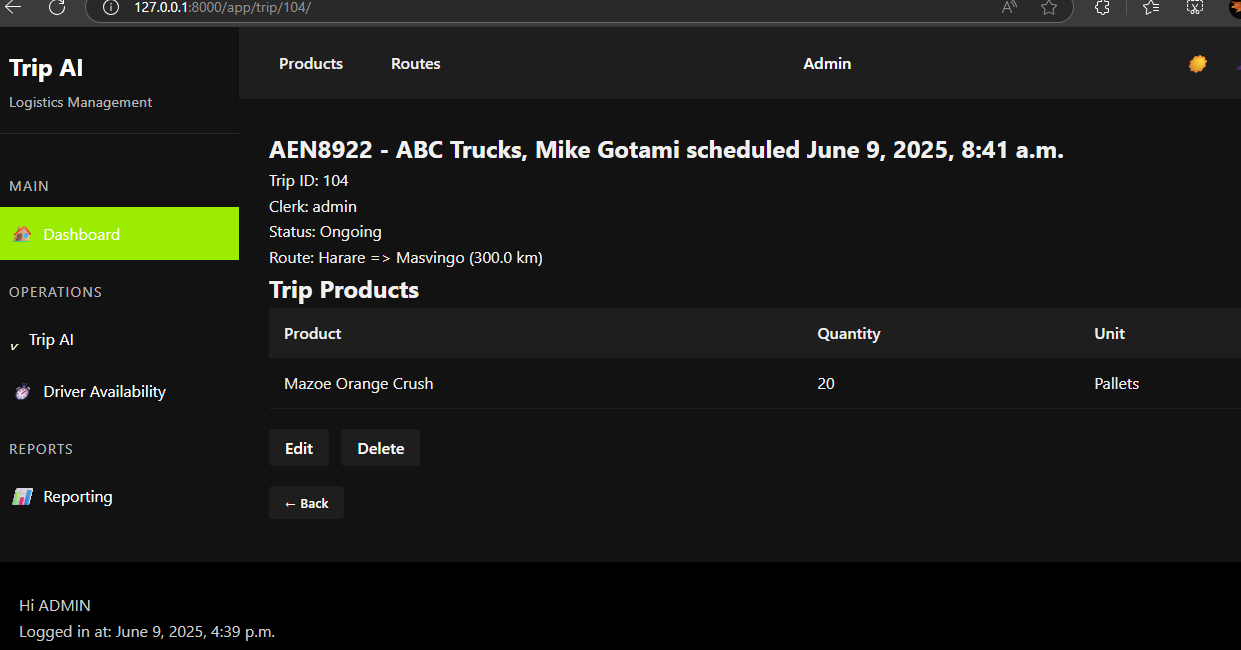 127.0.0.1:8000/app/trip/104/
Trip AI
Logistics Management
Products Routes Admin
MAIN
Dashboard
OPERATIONS
Trip AI
Driver Availability
REPORTS
Reporting
AEN8922 - ABC Trucks, Mike Gotami scheduled June 9, 2025, 8:41 a.m.
Trip ID: 104
Clerk: admin
Status: Ongoing
Route: Harare => Masvingo (300.0 km)
Trip Products
Product Quantity Unit
Mazoe Orange Crush 20 Pallets
Edit Delete
← Back
Hi ADMIN
Logged in at: June 9, 2025, 4:39 p.m.